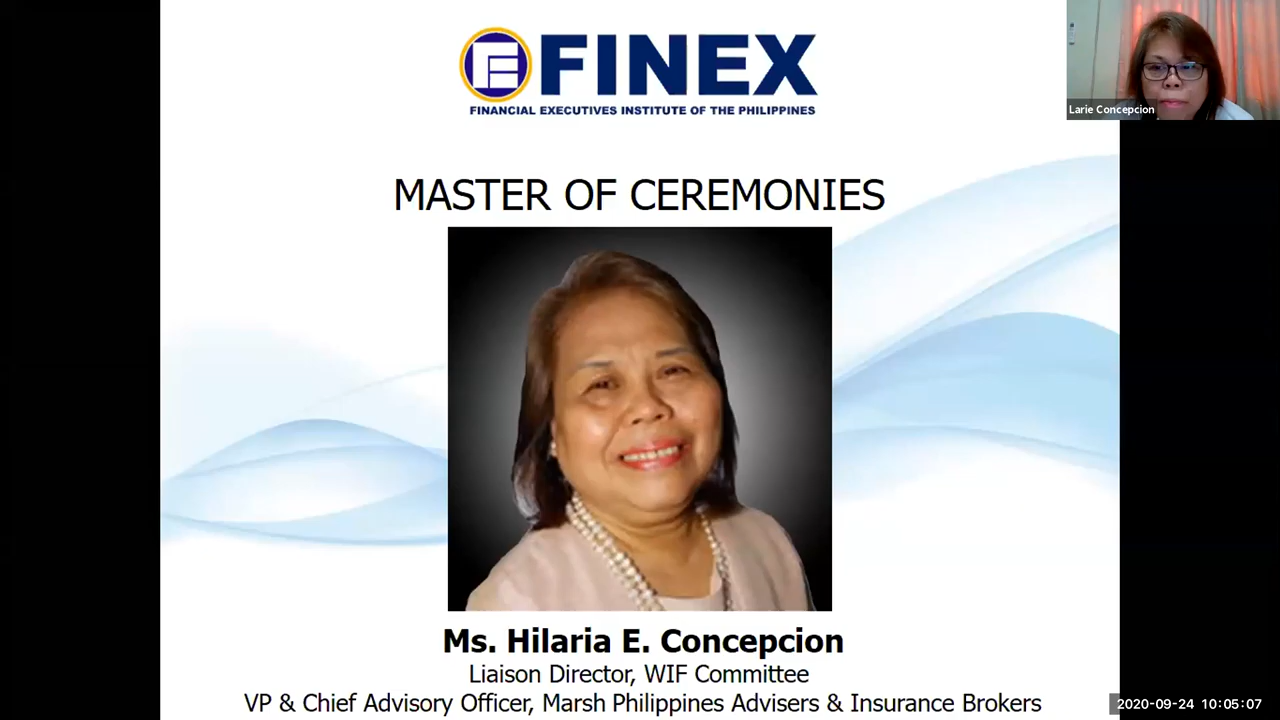 FINEX
FINANCIAL EXECUTIVES INSTITUTE OF THE PHILIPPINES
Larie Concepcion
MASTER OF CEREMONIES
Ms. Hilaria E. Concepcion
Liaison Director, WIF Committee
VP & Chief Advisory Officer, Marsh Philippines Advisers & Insurance Brokers
2020-09-24 10:05:07